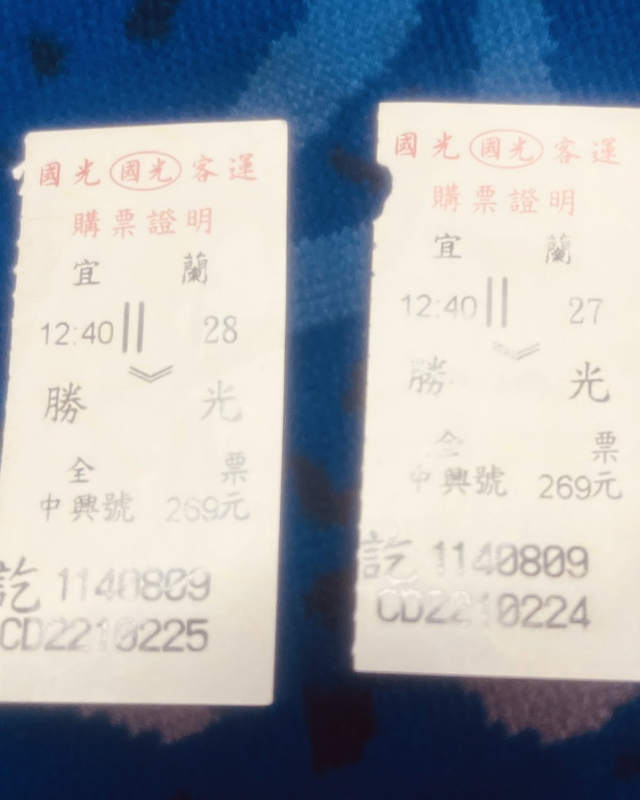 國光 國光 客運
購票證明
宜 蘭
12:40 28
勝 光
全 票
中興號 269元
訖 1140809
CD2210225
國光 國光 客運
購票證明
宜 蘭
12:40 27
勝 光
全 票
中興號 269元
訖 1140809
CD2210224